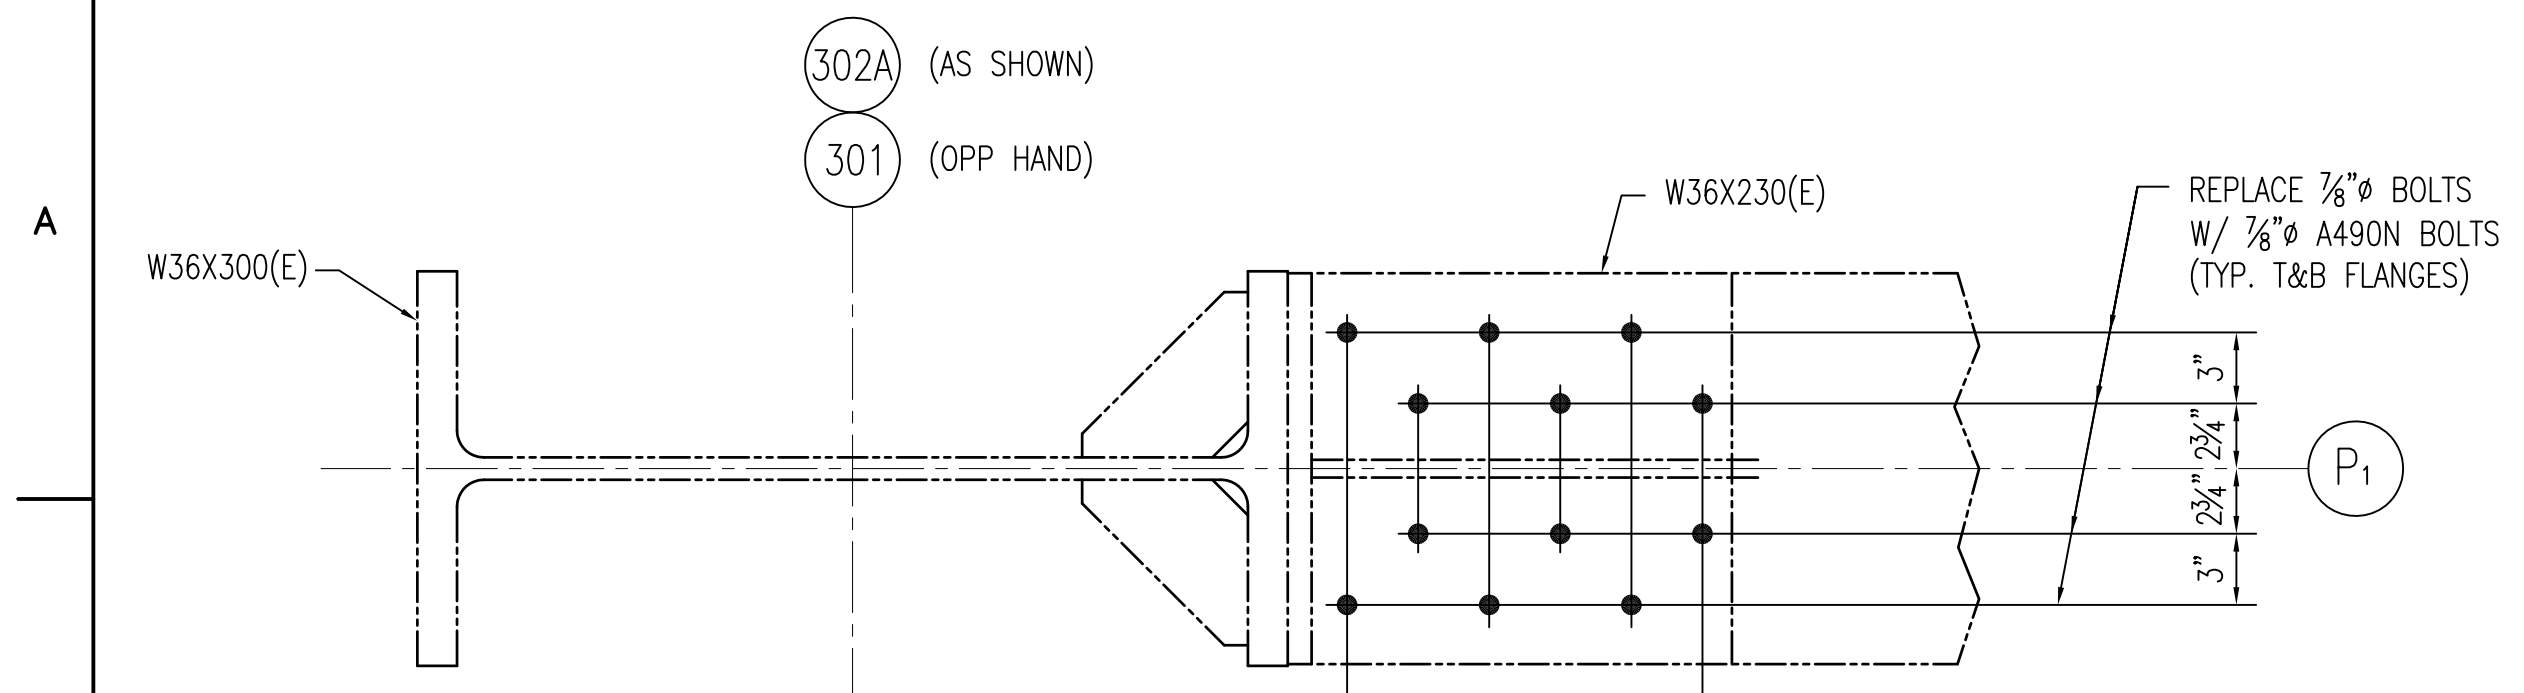 302A (AS SHOWN)
301 (OPP HAND)
A
W36X300(E)
W36X230(E)
REPLACE ⅞"ø BOLTS
W/ ⅞"ø A490N BOLTS
(TYP. T&B FLANGES)
3"
2¾"
2¾"
3"
P1